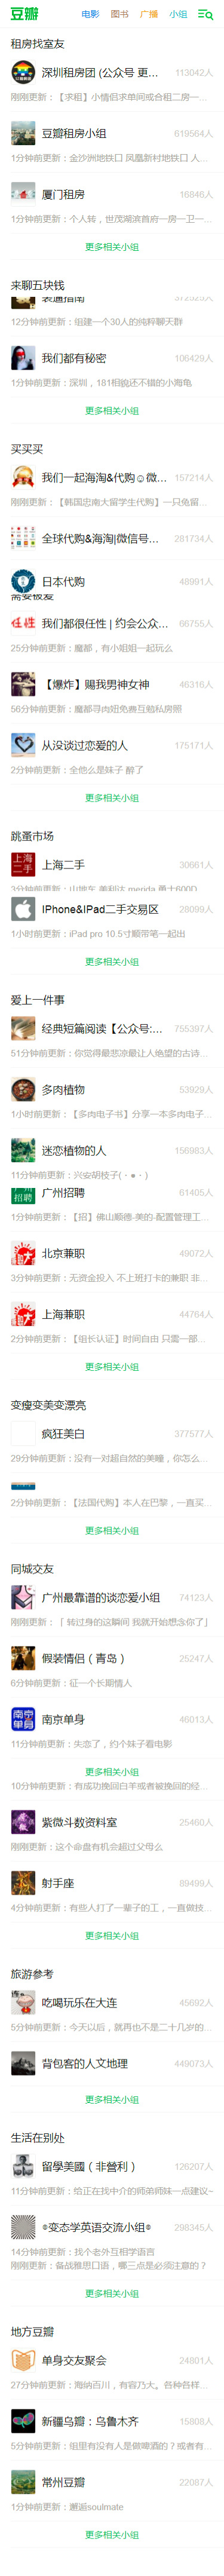 豆瓣
电影 图书 广播 小组
租房找室友
深圳租房团 (公众号 更... 113042人
刚刚更新：【求租】小情侣求单间或合租二房一...
豆瓣租房小组 619564人
1分钟前更新：金沙洲地铁口 凤凰新村地铁口 人...
厦门租房 16846人
1分钟前更新：个人转，世茂湖滨首府一房一卫一...
更多相关小组
来聊五块钱
装逼指南 372525人
12分钟前更新：组建一个30人的纯粹聊天群
我们都有秘密 106429人
1分钟前更新：深圳，181相貌还不错的小海龟
更多相关小组
买买买
我们一起海淘&代购☺微... 157214人
刚刚更新：【韩国忠南大留学生代购】一只兔留...
全球代购&海淘|微信号... 281734人
日本代购 48991人
需要被爱
我们都很任性 | 约会公众... 66755人
25分钟前更新：魔都，有小姐姐一起玩么
【爆炸】赐我男神女神 46316人
56分钟前更新：魔都寻肉妞免费互勉私房照
从没谈过恋爱的人 175171人
2分钟前更新：全他么是妹子 醉了
更多相关小组
跳蚤市场
上海二手 30661人
3分钟前更新：山地车 美利达 merida 勇士600D
IPhone&IPad二手交易区 28099人
1小时前更新：iPad pro 10.5寸顺带笔一起出
更多相关小组
爱上一件事
经典短篇阅读【公众号:... 755397人
51分钟前更新：你觉得最悲凉最让人绝望的古诗...
多肉植物 53929人
1小时前更新：【多肉电子书】分享一本多肉电子...
迷恋植物的人 156983人
11分钟前更新：兴安胡枝子(・●・)
广州招聘 61405人
1分钟前更新：【招】佛山顺德-美的-配置管理工...
北京兼职 49072人
3分钟前更新：无资金投入 不上班打卡的兼职 非...
上海兼职 44764人
2分钟前更新：【组长认证】时间自由 只需一部...
更多相关小组
变瘦变美变漂亮
疯狂美白 377577人
29分钟前更新：没有一对超自然的美瞳，你怎么...
2分钟前更新：【法国代购】本人在巴黎，一直买...
更多相关小组
同城交友
广州最靠谱的谈恋爱小组 74123人
刚刚更新：「 转过身的这瞬间 我就开始想念你了」
假装情侣（青岛） 25247人
6分钟前更新：征一个长期情人
南京单身 46013人
11分钟前更新：失恋了，约个妹子看电影
更多相关小组
10分钟前更新：有成功挽回白羊或者被挽回的经...
紫微斗数资料室 25460人
刚刚更新：这个命盘有机会超过父母么
射手座 89499人
4分钟前更新：有些人打了一辈子的工，一直做技...
更多相关小组
旅游参考
吃喝玩乐在大连 45692人
5分钟前更新：今天以后，就再也不是二十几岁的...
背包客的人文地理 449073人
更多相关小组
生活在别处
留學美國（非營利） 126207人
11分钟前更新：给正在找中介的师弟师妹一点建议~
变态学英语交流小组 298345人
14分钟前更新：找个老外互相学语言
刚刚更新：备战雅思口语，哪三点是必须注意的？
更多相关小组
地方豆瓣
单身交友聚会 24801人
27分钟前更新：海纳百川，有容乃大。各种各样...
新疆乌瓣：乌鲁木齐 15808人
5分钟前更新：组里有没有人是做啤酒的？或者有...
常州豆瓣 22087人
1分钟前更新：邂逅soulmate
更多相关小组